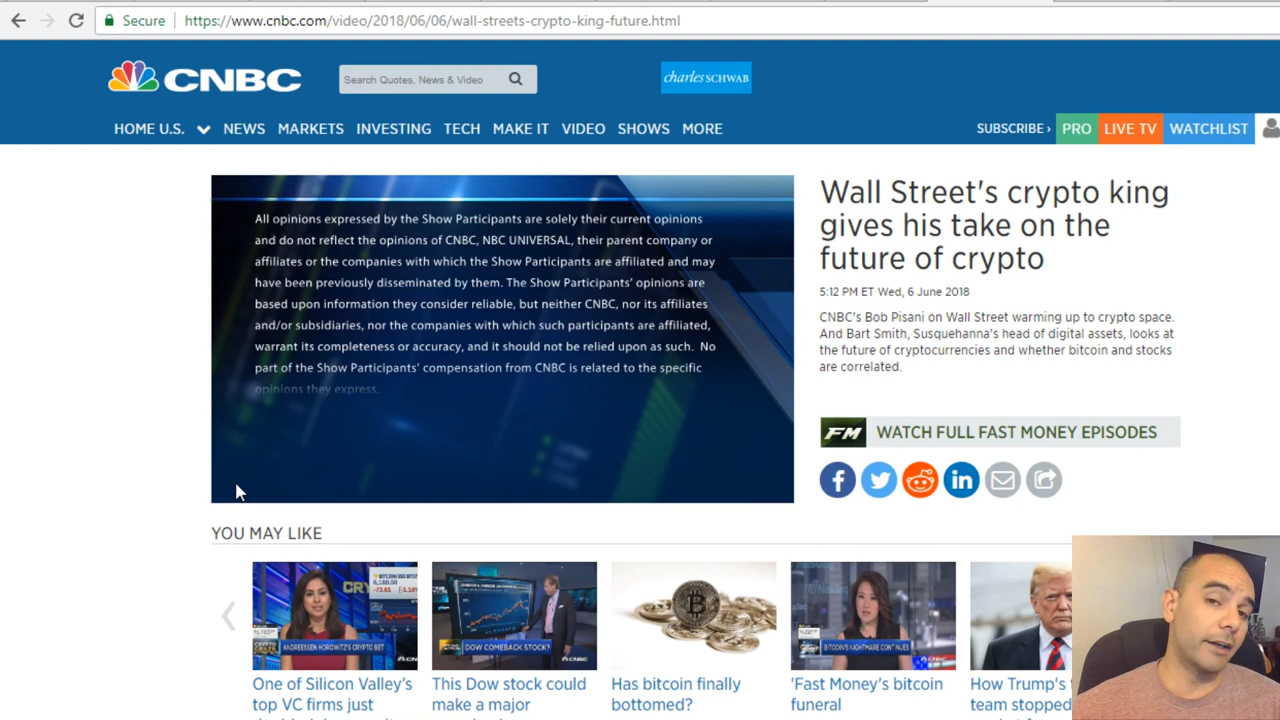 Secure
https://www.cnbc.com/video/2018/06/06/wall-streets-crypto-king-future.html
CNBC
Search Quotes, News & Video
charles SCHWAB
HOME U.S. NEWS MARKETS INVESTING TECH MAKE IT VIDEO SHOWS MORE
SUBSCRIBE › PRO LIVE TV WATCHLIST
All opinions expressed by the Show Participants are solely their current opinions
and do not reflect the opinions of CNBC, NBC UNIVERSAL, their parent company or
affiliates or the companies with which the Show Participants are affiliated and may
have been previously disseminated by them. The Show Participants' opinions are
based upon information they consider reliable, but neither CNBC, nor its affiliates
and/or subsidiaries, nor the companies with which such participants are affiliated,
warrant its completeness or accuracy, and it should not be relied upon as such. No
part of the Show Participants' compensation from CNBC is related to the specific
opinions they express.
Wall Street's crypto king
gives his take on the
future of crypto
5:12 PM ET Wed, 6 June 2018
CNBC's Bob Pisani on Wall Street warming up to crypto space.
And Bart Smith, Susquehanna's head of digital assets, looks at
the future of cryptocurrencies and whether bitcoin and stocks
are correlated.
FM WATCH FULL FAST MONEY EPISODES
YOU MAY LIKE
ANDREESSEN HOROWITZ'S CRYPTO BET
DOW COMEBACK STOCK?
BITCOIN'S NIGHTMARE CONTINUES
One of Silicon Valley's
top VC firms just
This Dow stock could
make a major
Has bitcoin finally
bottomed?
'Fast Money's bitcoin
funeral
How Trump's
team stopped